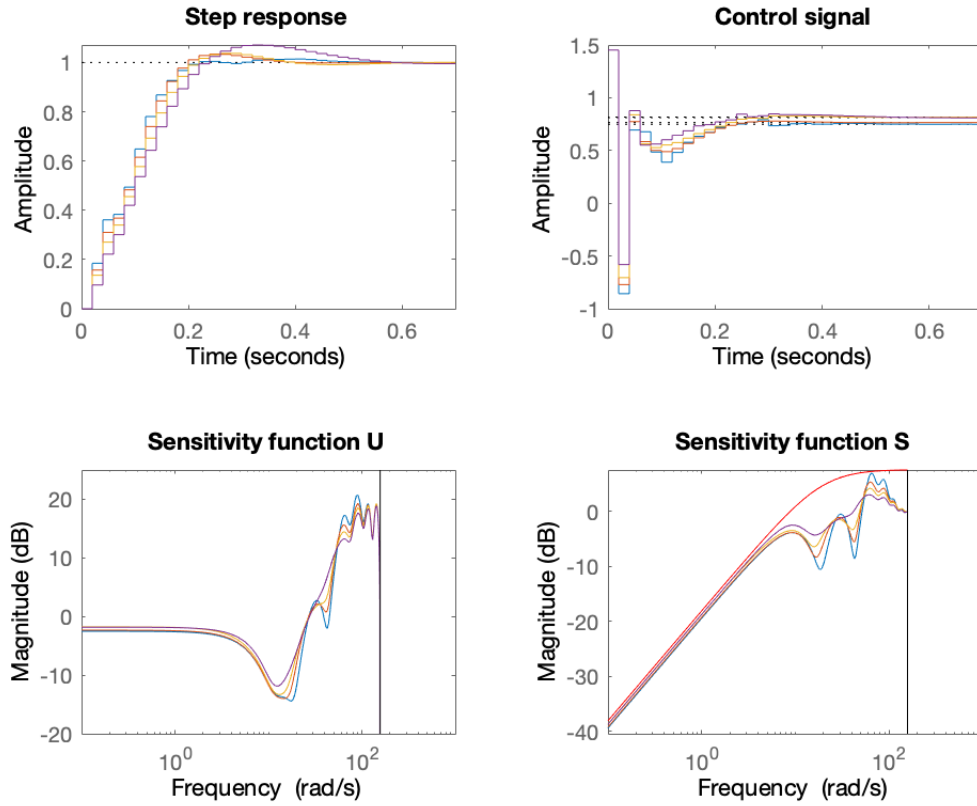 Step response
1
0.8
0.6
0.4
0.2
0
Amplitude
0 0.2 0.4 0.6
Time (seconds)
Control signal
1.5
1
0.5
0
-0.5
-1
Amplitude
0 0.2 0.4 0.6
Time (seconds)
Sensitivity function U
20
10
0
-10
-20
Magnitude (dB)
10^0 10^2
Frequency (rad/s)
Sensitivity function S
0
-10
-20
-30
-40
Magnitude (dB)
10^0 10^2
Frequency (rad/s)